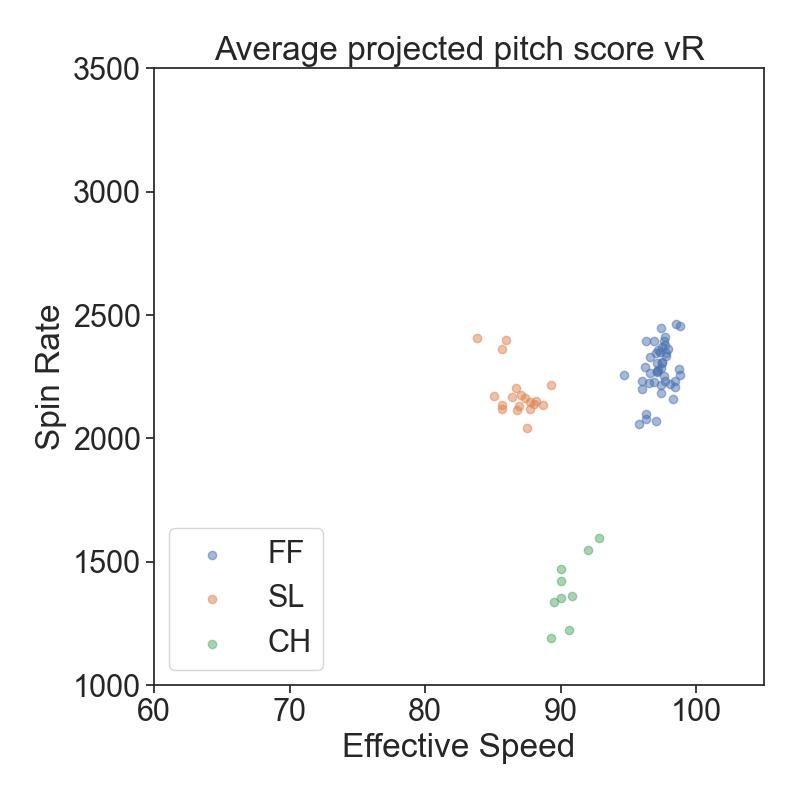 Average projected pitch score vR
3500
3000
2500
2000
1500
1000
Spin Rate
FF
SL
CH
60 70 80 90 100
Effective Speed